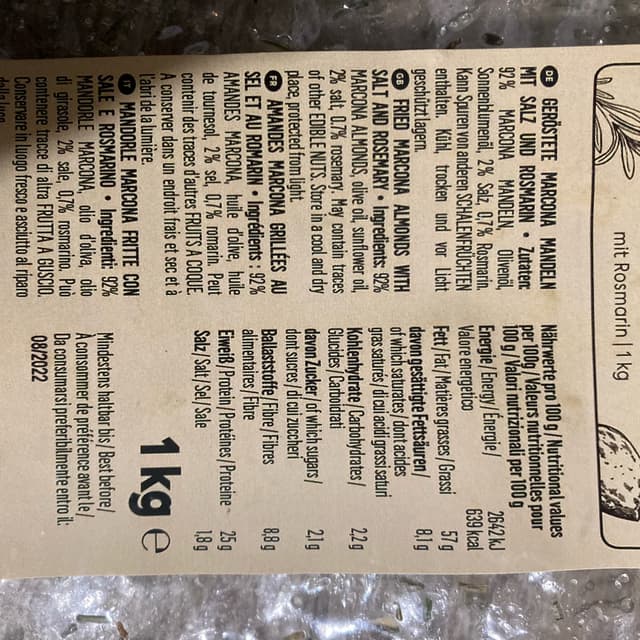 mit Rosmarin | 1 kg
DE GERÖSTETE MARCONA MANDELN
MIT SALZ UND ROSMARIN • Zutaten:
92% MARCONA MANDELN, Olivenöl,
Sonnenblumenöl, 2% Salz, 0,7% Rosmarin.
Kann Spuren von anderen SCHALENFRÜCHTEN
enthalten. Kühl, trocken und vor Licht
geschützt lagern.
GB FRIED MARCONA ALMONDS WITH
SALT AND ROSEMARY • Ingredients: 92%
MARCONA ALMONDS, olive oil, sunflower oil,
2% salt, 0.7% rosemary. May contain traces
of other EDIBLE NUTS. Store in a cool and dry
place, protected from light.
FR AMANDES MARCONA GRILLÉES AU
SEL ET AU ROMARIN • Ingrédients : 92%
AMANDES MARCONA, huile d'olive, huile
de tournesol, 2% sel, 0,7% romarin. Peut
contenir des traces d'autres FRUITS A COQUE.
A conserver dans un endroit frais et sec et à
l'abri de la lumière.
IT MANDORLE MARCONA FRITTE CON
SALE E ROSMARINO • Ingredienti: 92%
MANDORLE MARCONA, olio d'oliva, olio
di girasole, 2% sale, 0,7% rosmarino. Può
contenere tracce di altra FRUTTA A GUSCIO.
Conservare in luogo fresco e asciutto al riparo
dalla luce.
Nährwerte pro 100 g / Nutritional values
per 100g / Valeurs nutritionnelles pour
100 g / Valori nutrizionali per 100 g
Energie / Energy / Énergie / 2642 kJ
Valore energetico 639 kcal
Fett / Fat / Matières grasses / Grassi 57 g
davon gesättigte Fettsäuren /
of which saturates / dont acides
gras saturés / di cui acidi grassi saturi 8,1 g
Kohlenhydrate / Carbohydrates /
Glucides / Carboidrati 2,2 g
davon Zucker / of which sugars /
dont sucres / di cui zuccheri 2,1 g
Ballaststoffe / Fibre / Fibres
alimentaires / Fibre 8,8 g
Eiweiß / Protein / Protéines / Proteine 25 g
Salz / Salt / Sel / Sale 1,8 g
1 kg ℮
Mindestens haltbar bis / Best before /
À consommer de préférence avant le /
Da consumarsi preferibilmente entro il:
08/2022